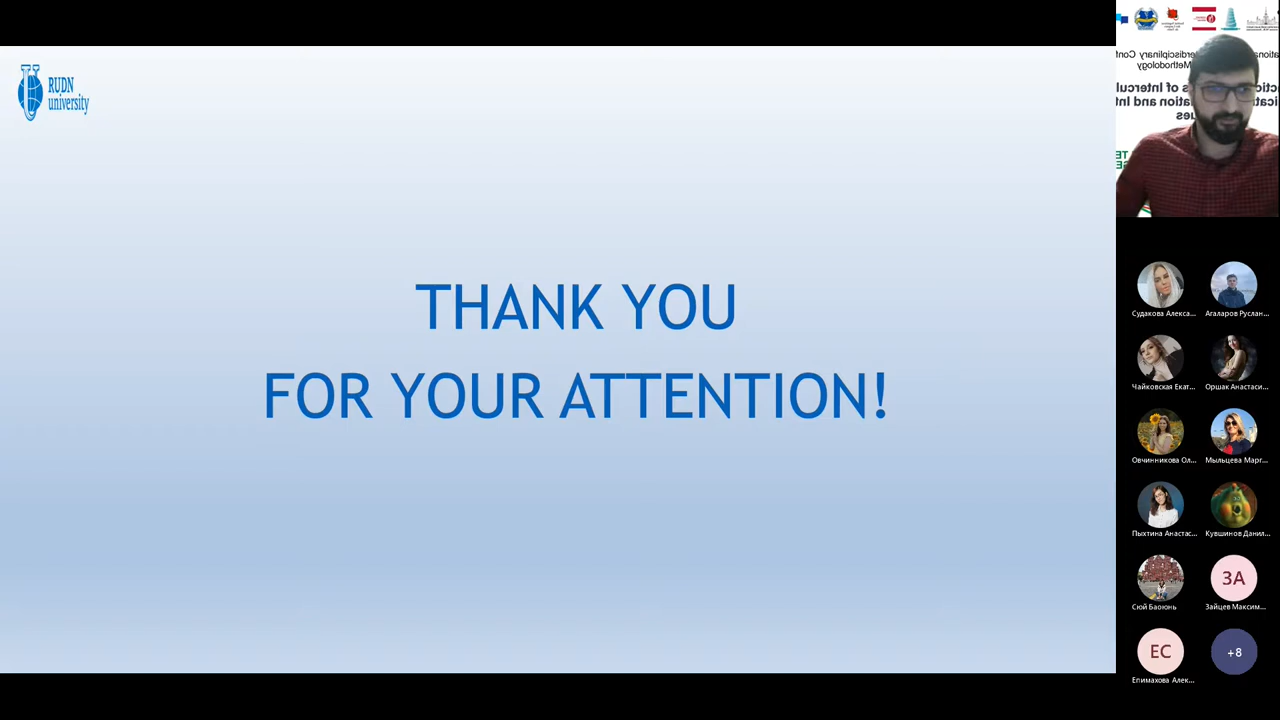 RUDN
university
THANK YOU
FOR YOUR ATTENTION!
Methodology
Судакова Алекса...
Агаларов Руслан...
Чайковская Екат...
Оршак Анастаси...
Овчинникова Ол...
Мыльцева Марг...
Пыхтина Анастас...
Кувшинов Данил...
Сюй Баоюнь
ЗА
Зайцев Максим...
ЕС
Епимахова Алек...
+8